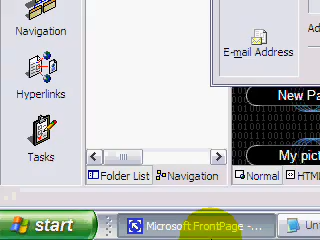 Navigation
Ad
E-mail Address
Hyperlinks
New Pa
Tasks
My pict
Folder List
Navigation
Normal
HTML
start
Microsoft FrontPage -...
Unt